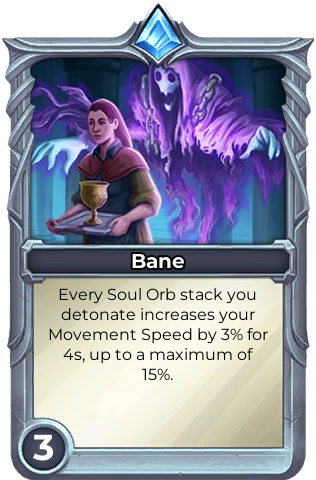 Bane
Every Soul Orb stack you
detonate increases your
Movement Speed by 3% for
4s, up to a maximum of
15%.
3